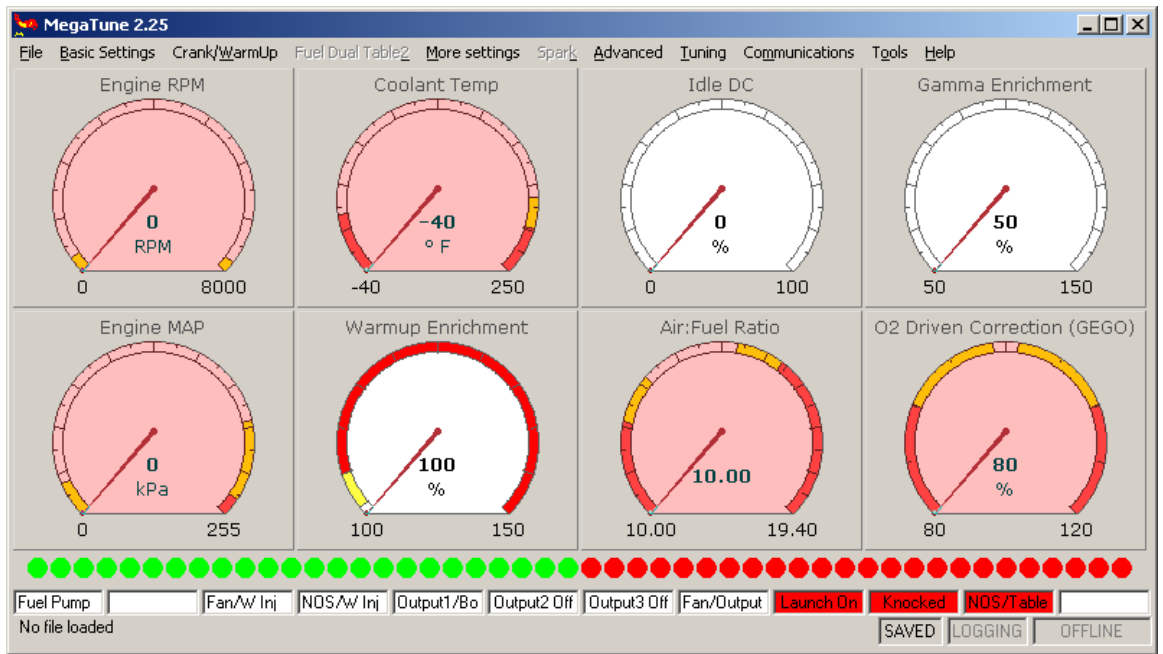 MegaTune 2.25
File Basic Settings Crank/WarmUp Fuel Dual Table2 More settings Spark Advanced Tuning Communications Tools Help
Engine RPM Coolant Temp Idle DC Gamma Enrichment
0 -40 0 50
RPM ° F % %
0 8000 -40 250 0 100 50 150
Engine MAP Warmup Enrichment Air:Fuel Ratio O2 Driven Correction (GEGO)
0 100 10.00 80
kPa % %
0 255 100 150 10.00 19.40 80 120
Fuel Pump Fan/W Inj NOS/W Inj Output1/Bo Output2 Off Output3 Off Fan/Output Launch On Knocked NOS/Table
No file loaded SAVED LOGGING OFFLINE